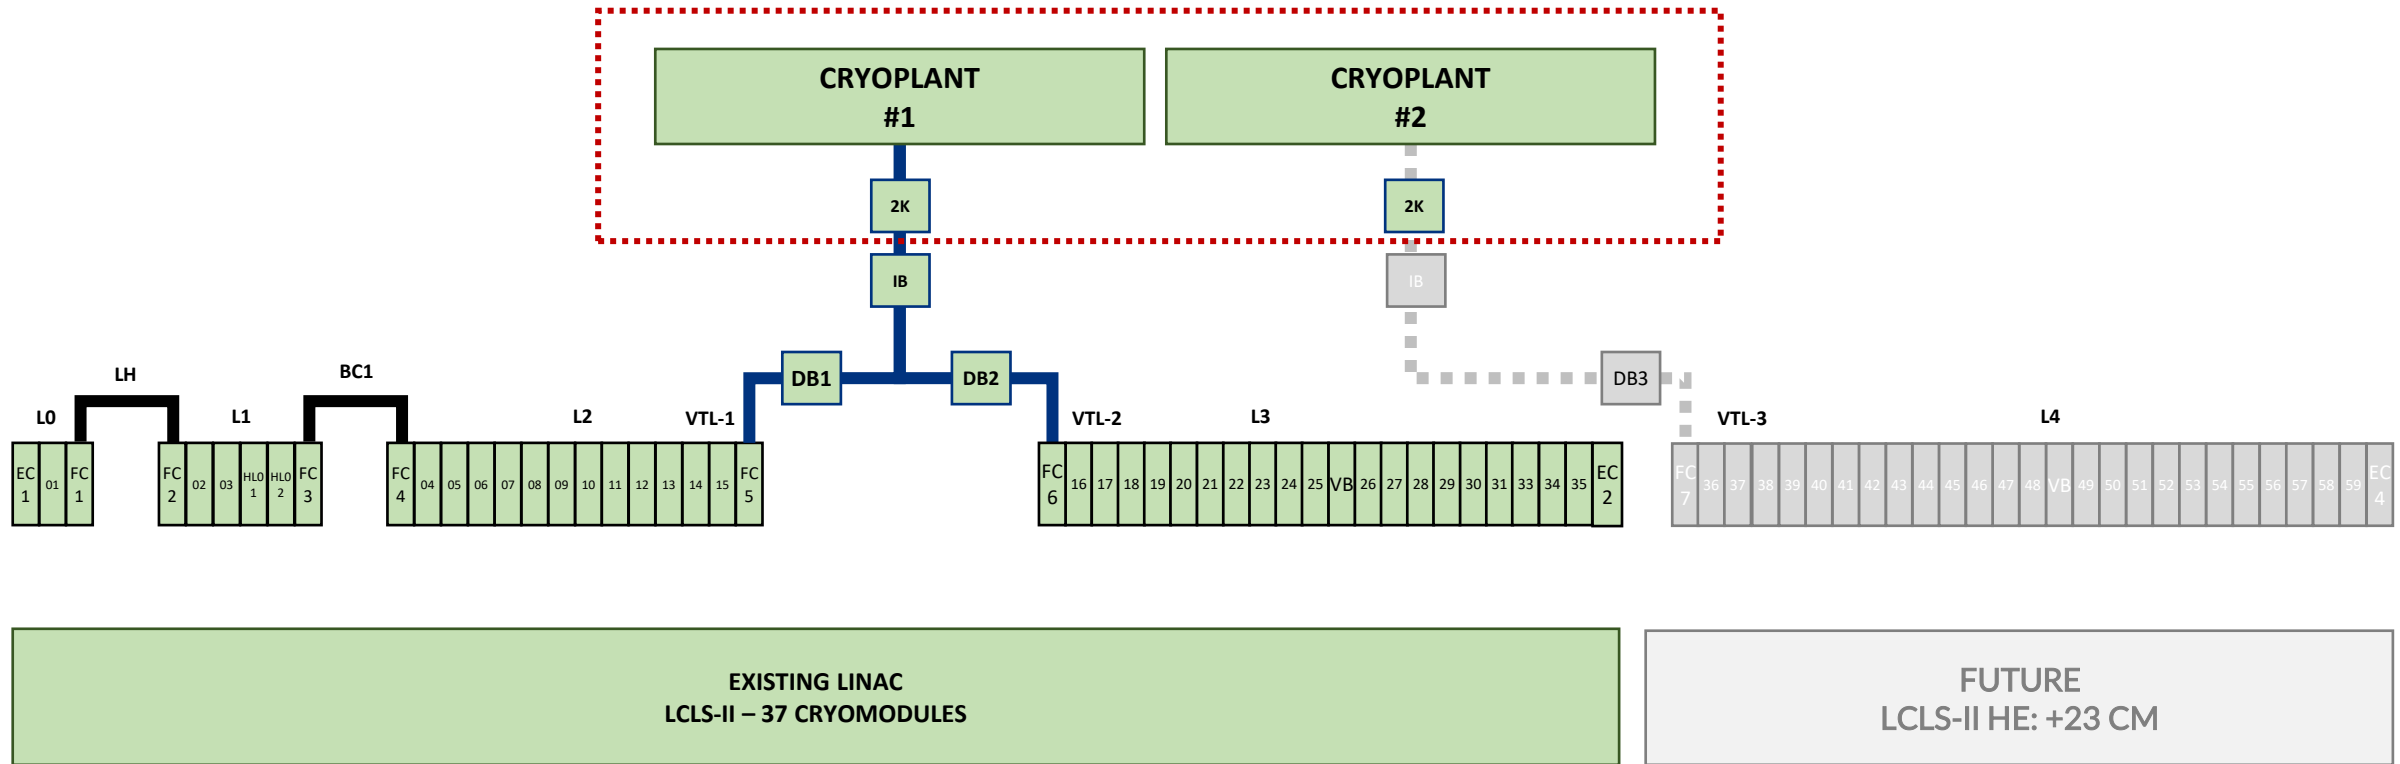 CRYOPLANT
#1
CRYOPLANT
#2
2K
2K
IB
IB
DB1
DB2
DB3
LH
BC1
L0
L1
L2
VTL-1
VTL-2
L3
VTL-3
L4
EC
1
01
FC
1
FC
2
02
03
HL0
1
HL0
2
FC
3
FC
4
04
05
06
07
08
09
10
11
12
13
14
15
FC
5
FC
6
16
17
18
19
20
21
22
23
24
25
VB
26
27
28
29
30
31
33
34
35
EC
2
FC
7
36
37
38
39
40
41
42
43
44
45
46
47
48
VB
49
50
51
52
53
54
55
56
57
58
59
EC
4
EXISTING LINAC
LCLS-II – 37 CRYOMODULES
FUTURE
LCLS-II HE: +23 CM